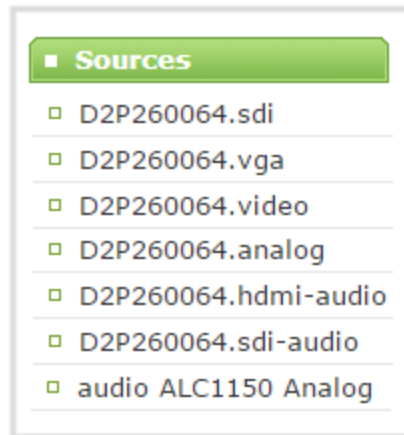 Sources
D2P260064.sdi
D2P260064.vga
D2P260064.video
D2P260064.analog
D2P260064.hdmi-audio
D2P260064.sdi-audio
audio ALC1150 Analog